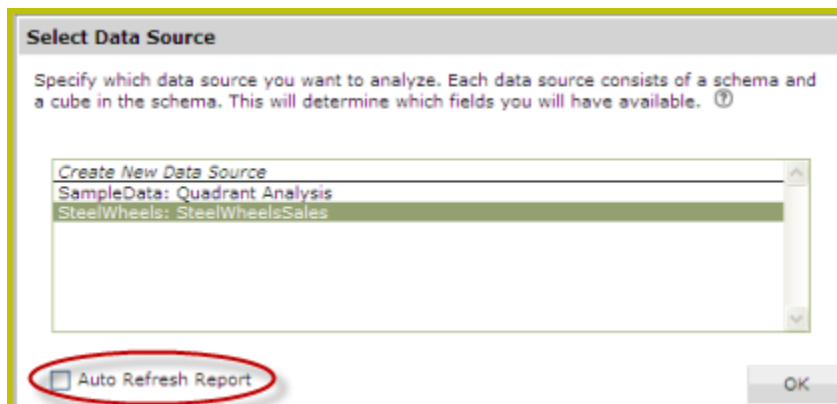 Select Data Source
Specify which data source you want to analyze. Each data source consists of a schema and
a cube in the schema. This will determine which fields you will have available. ?
Create New Data Source
SampleData: Quadrant Analysis
SteelWheels: SteelWheelsSales
Auto Refresh Report
OK